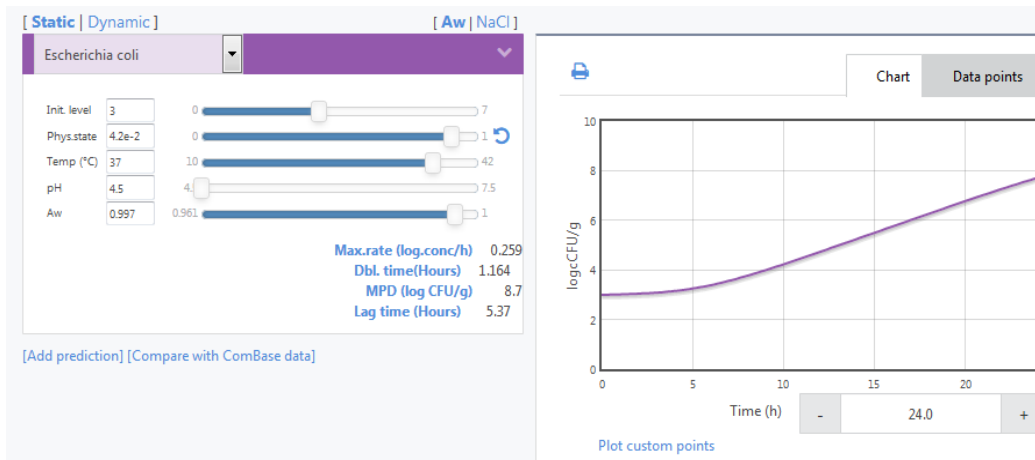 [ Static | Dynamic ] [ Aw | NaCl ]
Escherichia coli
Init. level 3 0 7
Phys.state 4.2e-2 0 1
Temp (°C) 37 10 42
pH 4.5 4.5 7.5
Aw 0.997 0.961 1
Max.rate (log.conc/h) 0.259
Dbl. time(Hours) 1.164
MPD (log CFU/g) 8.7
Lag time (Hours) 5.37
[Add prediction] [Compare with ComBase data]
Chart Data points
10
8
6
4
2
0
logcCFU/g
0 5 10 15 20
Time (h) - 24.0 +
Plot custom points